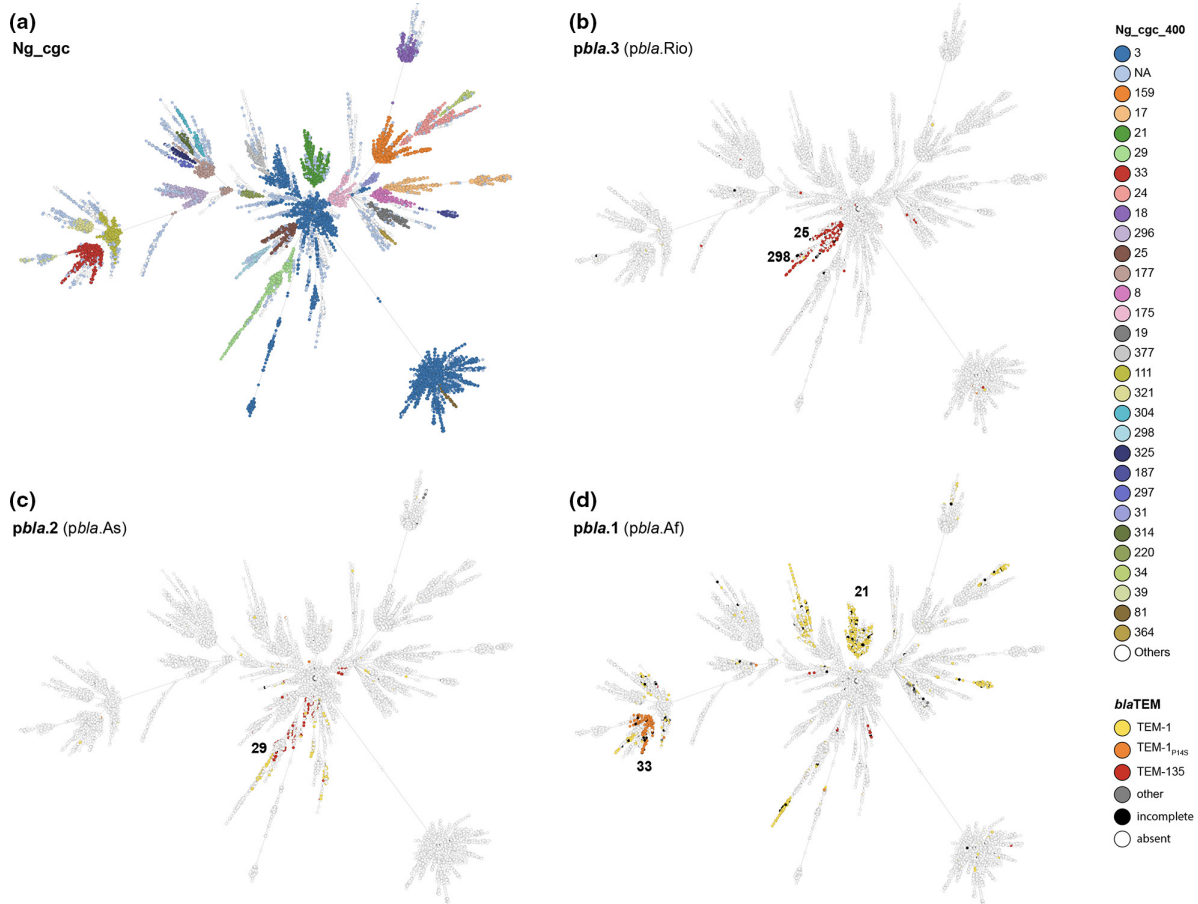 (a)
Ng_cgc
(b)
pbla.3 (pbla.Rio)
25
298
(c)
pbla.2 (pbla.As)
29
(d)
pbla.1 (pbla.Af)
21
33
Ng_cgc_400
3
NA
159
17
21
29
33
24
18
296
25
177
8
175
19
377
111
321
304
298
325
187
297
31
314
220
34
39
81
364
Others
blaTEM
TEM-1
TEM-1P14S
TEM-135
other
incomplete
absent